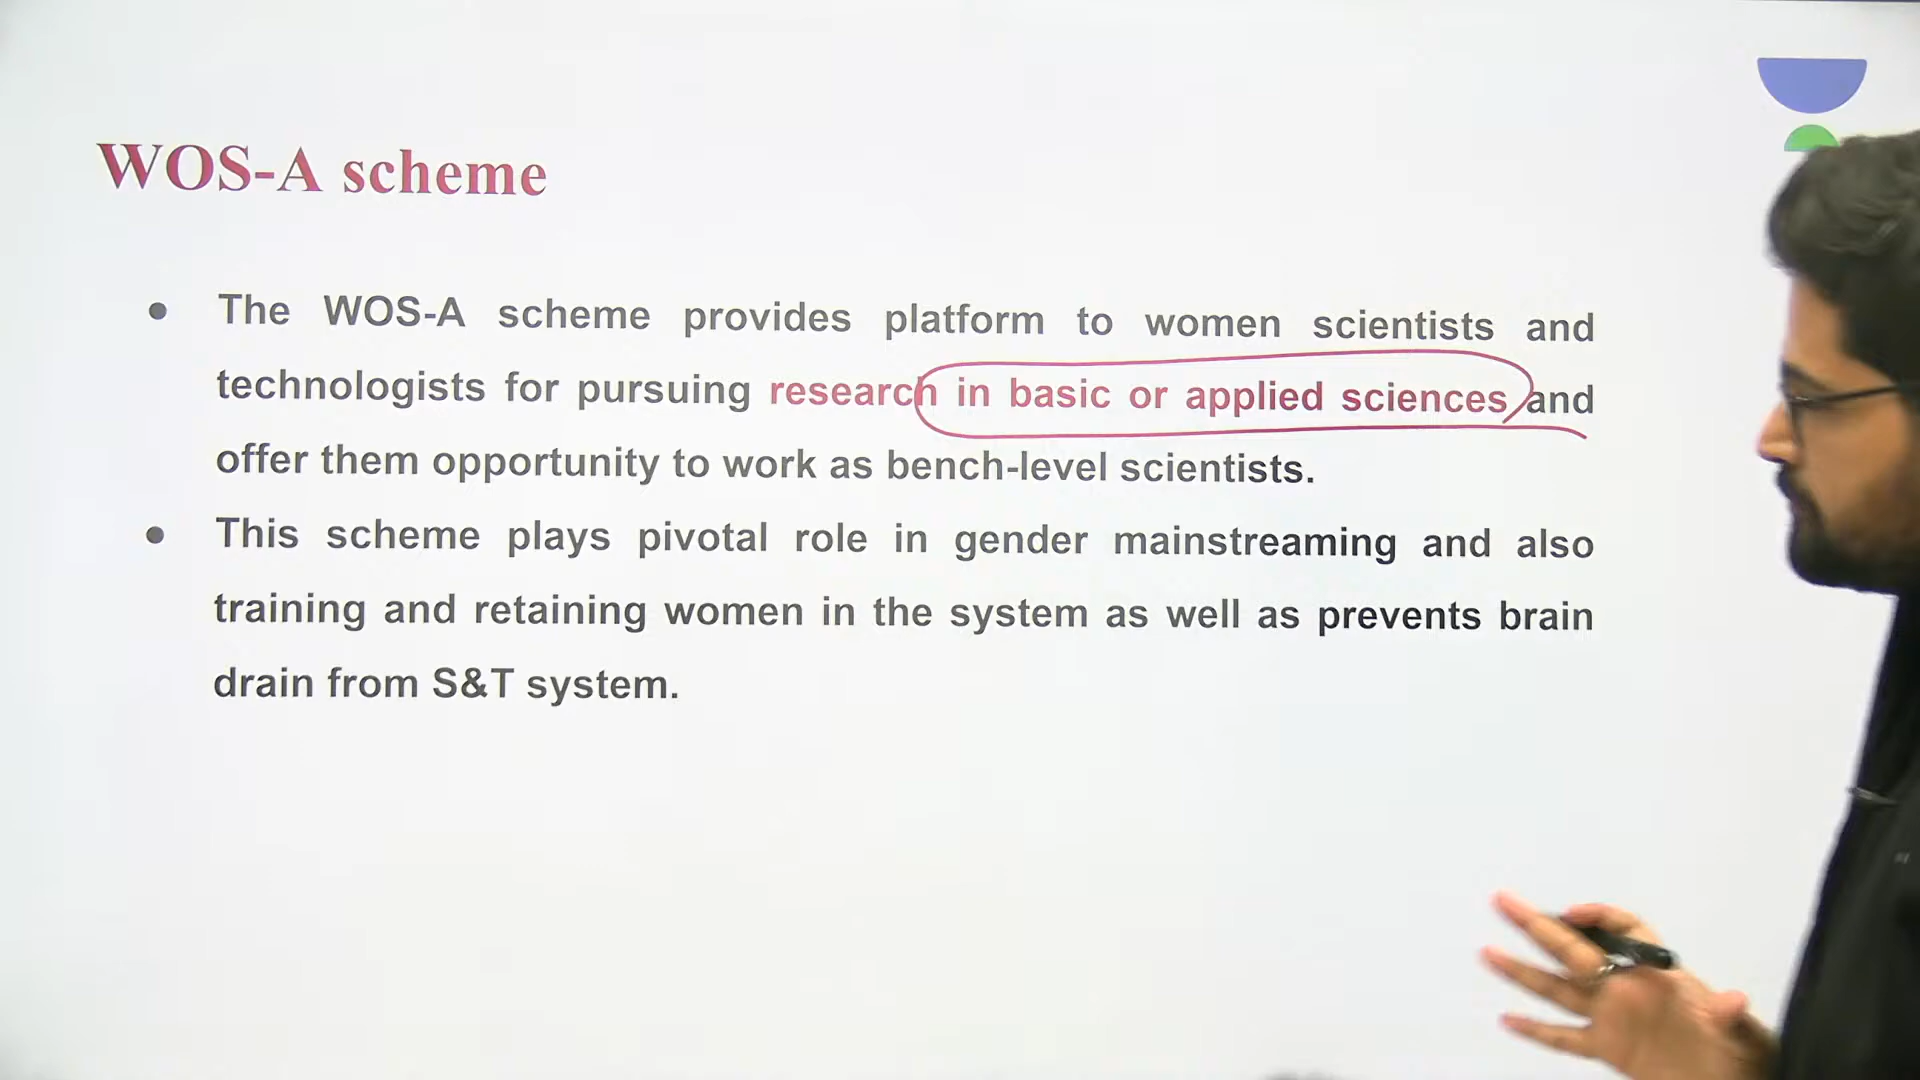 WOS-A scheme
● The WOS-A scheme provides platform to women scientists and
technologists for pursuing research in basic or applied sciences and
offer them opportunity to work as bench-level scientists.
● This scheme plays pivotal role in gender mainstreaming and also
training and retaining women in the system as well as prevents brain
drain from S&T system.